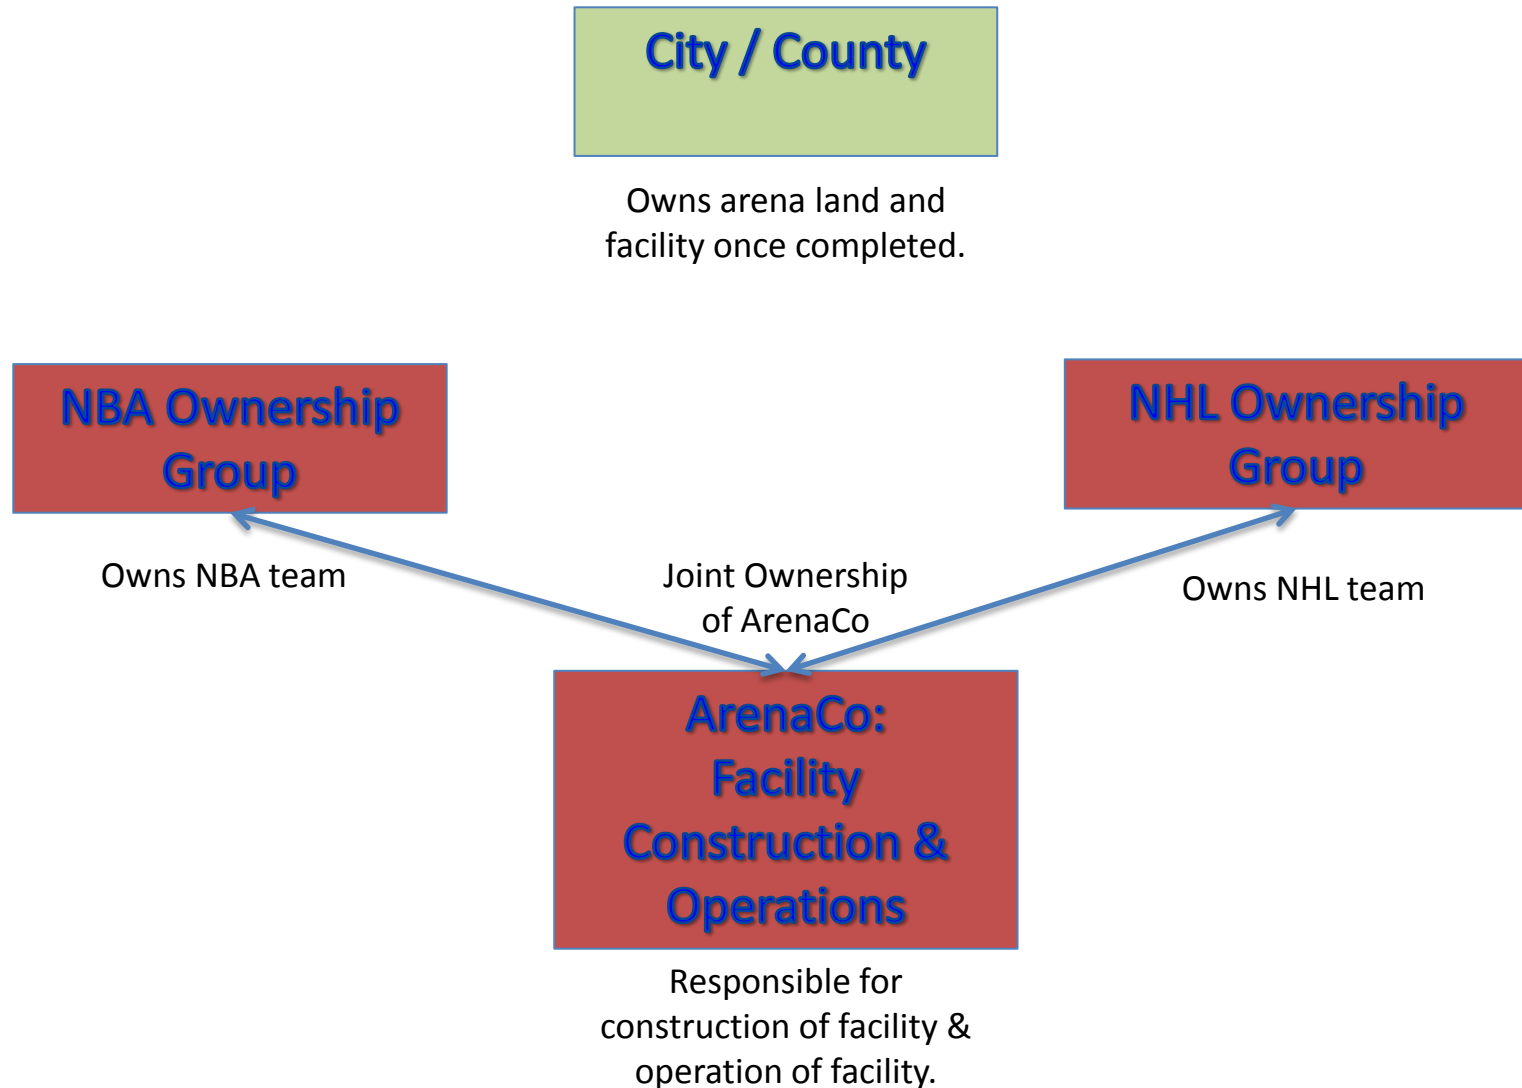 City / County
Owns arena land and
facility once completed.
NBA Ownership
Group
NHL Ownership
Group
Owns NBA team
Joint Ownership
of ArenaCo
Owns NHL team
ArenaCo:
Facility
Construction &
Operations
Responsible for
construction of facility &
operation of facility.